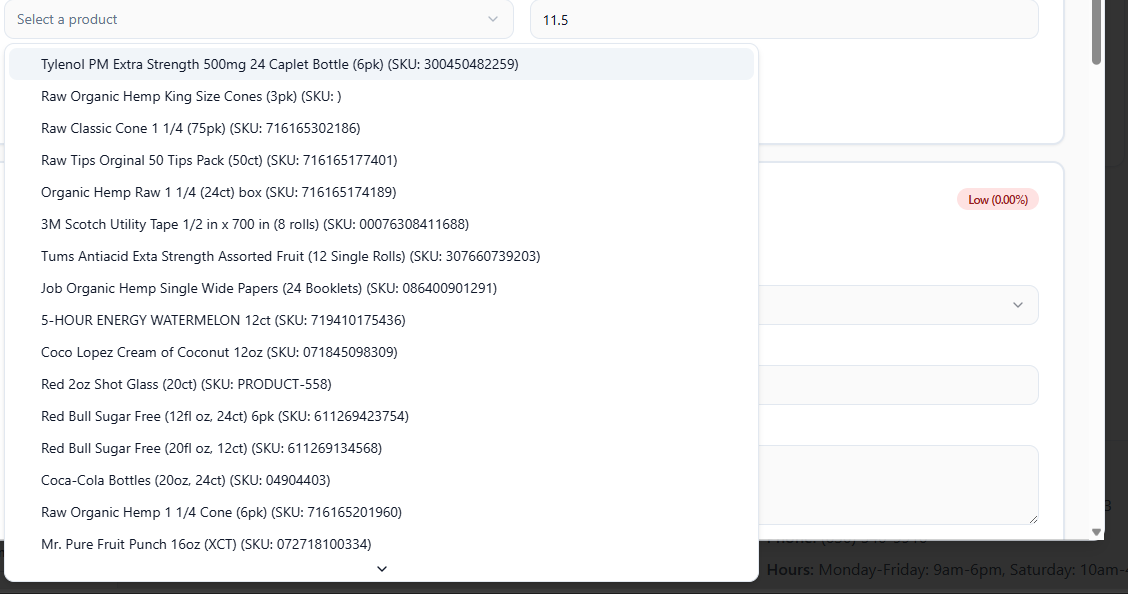 Select a product
11.5
Tylenol PM Extra Strength 500mg 24 Caplet Bottle (6pk) (SKU: 300450482259)
Raw Organic Hemp King Size Cones (3pk) (SKU: )
Raw Classic Cone 1 1/4 (75pk) (SKU: 716165302186)
Raw Tips Orginal 50 Tips Pack (50ct) (SKU: 716165177401)
Organic Hemp Raw 1 1/4 (24ct) box (SKU: 716165174189)
Low (0.00%)
3M Scotch Utility Tape 1/2 in x 700 in (8 rolls) (SKU: 00076308411688)
Tums Antiacid Exta Strength Assorted Fruit (12 Single Rolls) (SKU: 307660739203)
Job Organic Hemp Single Wide Papers (24 Booklets) (SKU: 086400901291)
5-HOUR ENERGY WATERMELON 12ct (SKU: 719410175436)
Coco Lopez Cream of Coconut 12oz (SKU: 071845098309)
Red 2oz Shot Glass (20ct) (SKU: PRODUCT-558)
Red Bull Sugar Free (12fl oz, 24ct) 6pk (SKU: 611269423754)
Red Bull Sugar Free (20fl oz, 12ct) (SKU: 611269134568)
Coca-Cola Bottles (20oz, 24ct) (SKU: 04904403)
Raw Organic Hemp 1 1/4 Cone (6pk) (SKU: 716165201960)
3
Mr. Pure Fruit Punch 16oz (XCT) (SKU: 072718100334)
Hours: Monday-Friday: 9am-6pm, Saturday: 10am-